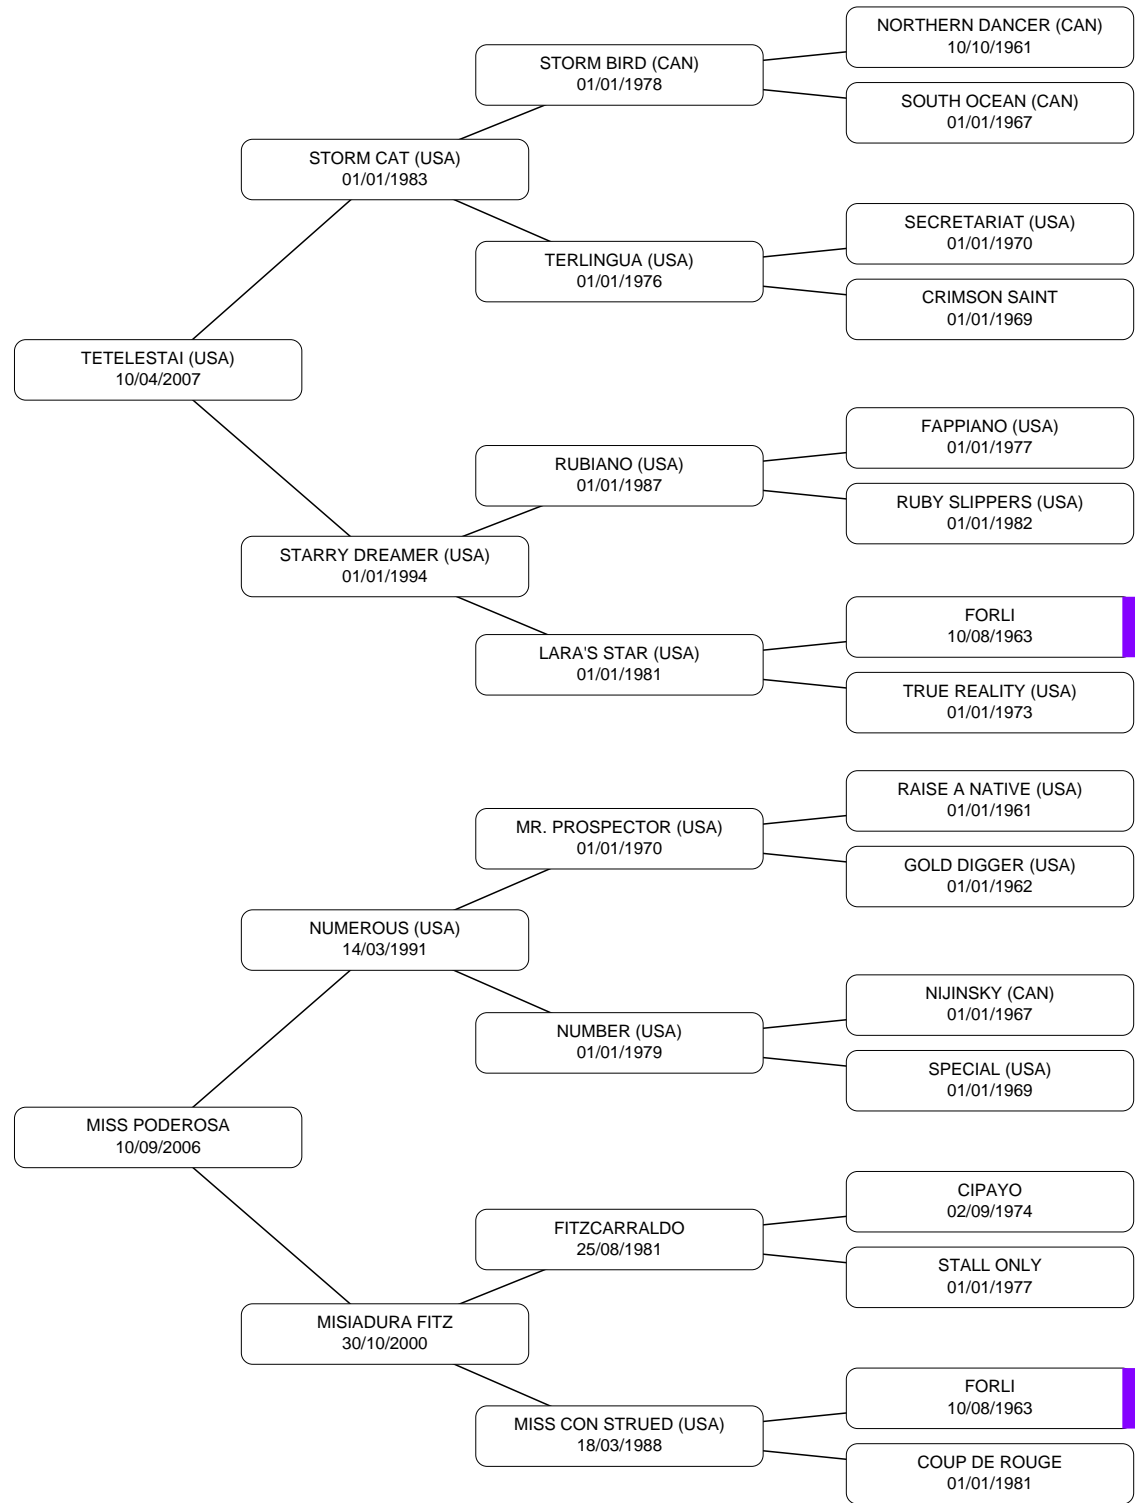 NORTHERN DANCER (CAN)
10/10/1961
STORM BIRD (CAN)
01/01/1978
SOUTH OCEAN (CAN)
01/01/1967
STORM CAT (USA)
01/01/1983
SECRETARIAT (USA)
01/01/1970
TERLINGUA (USA)
01/01/1976
CRIMSON SAINT
01/01/1969
TETELESTAI (USA)
10/04/2007
FAPPIANO (USA)
01/01/1977
RUBIANO (USA)
01/01/1987
RUBY SLIPPERS (USA)
01/01/1982
STARRY DREAMER (USA)
01/01/1994
FORLI
10/08/1963
LARA'S STAR (USA)
01/01/1981
TRUE REALITY (USA)
01/01/1973
RAISE A NATIVE (USA)
01/01/1961
MR. PROSPECTOR (USA)
01/01/1970
GOLD DIGGER (USA)
01/01/1962
NUMEROUS (USA)
14/03/1991
NIJINSKY (CAN)
01/01/1967
NUMBER (USA)
01/01/1979
SPECIAL (USA)
01/01/1969
MISS PODEROSA
10/09/2006
CIPAYO
02/09/1974
FITZCARRALDO
25/08/1981
STALL ONLY
01/01/1977
MISIADURA FITZ
30/10/2000
FORLI
10/08/1963
MISS CON STRUED (USA)
18/03/1988
COUP DE ROUGE
01/01/1981